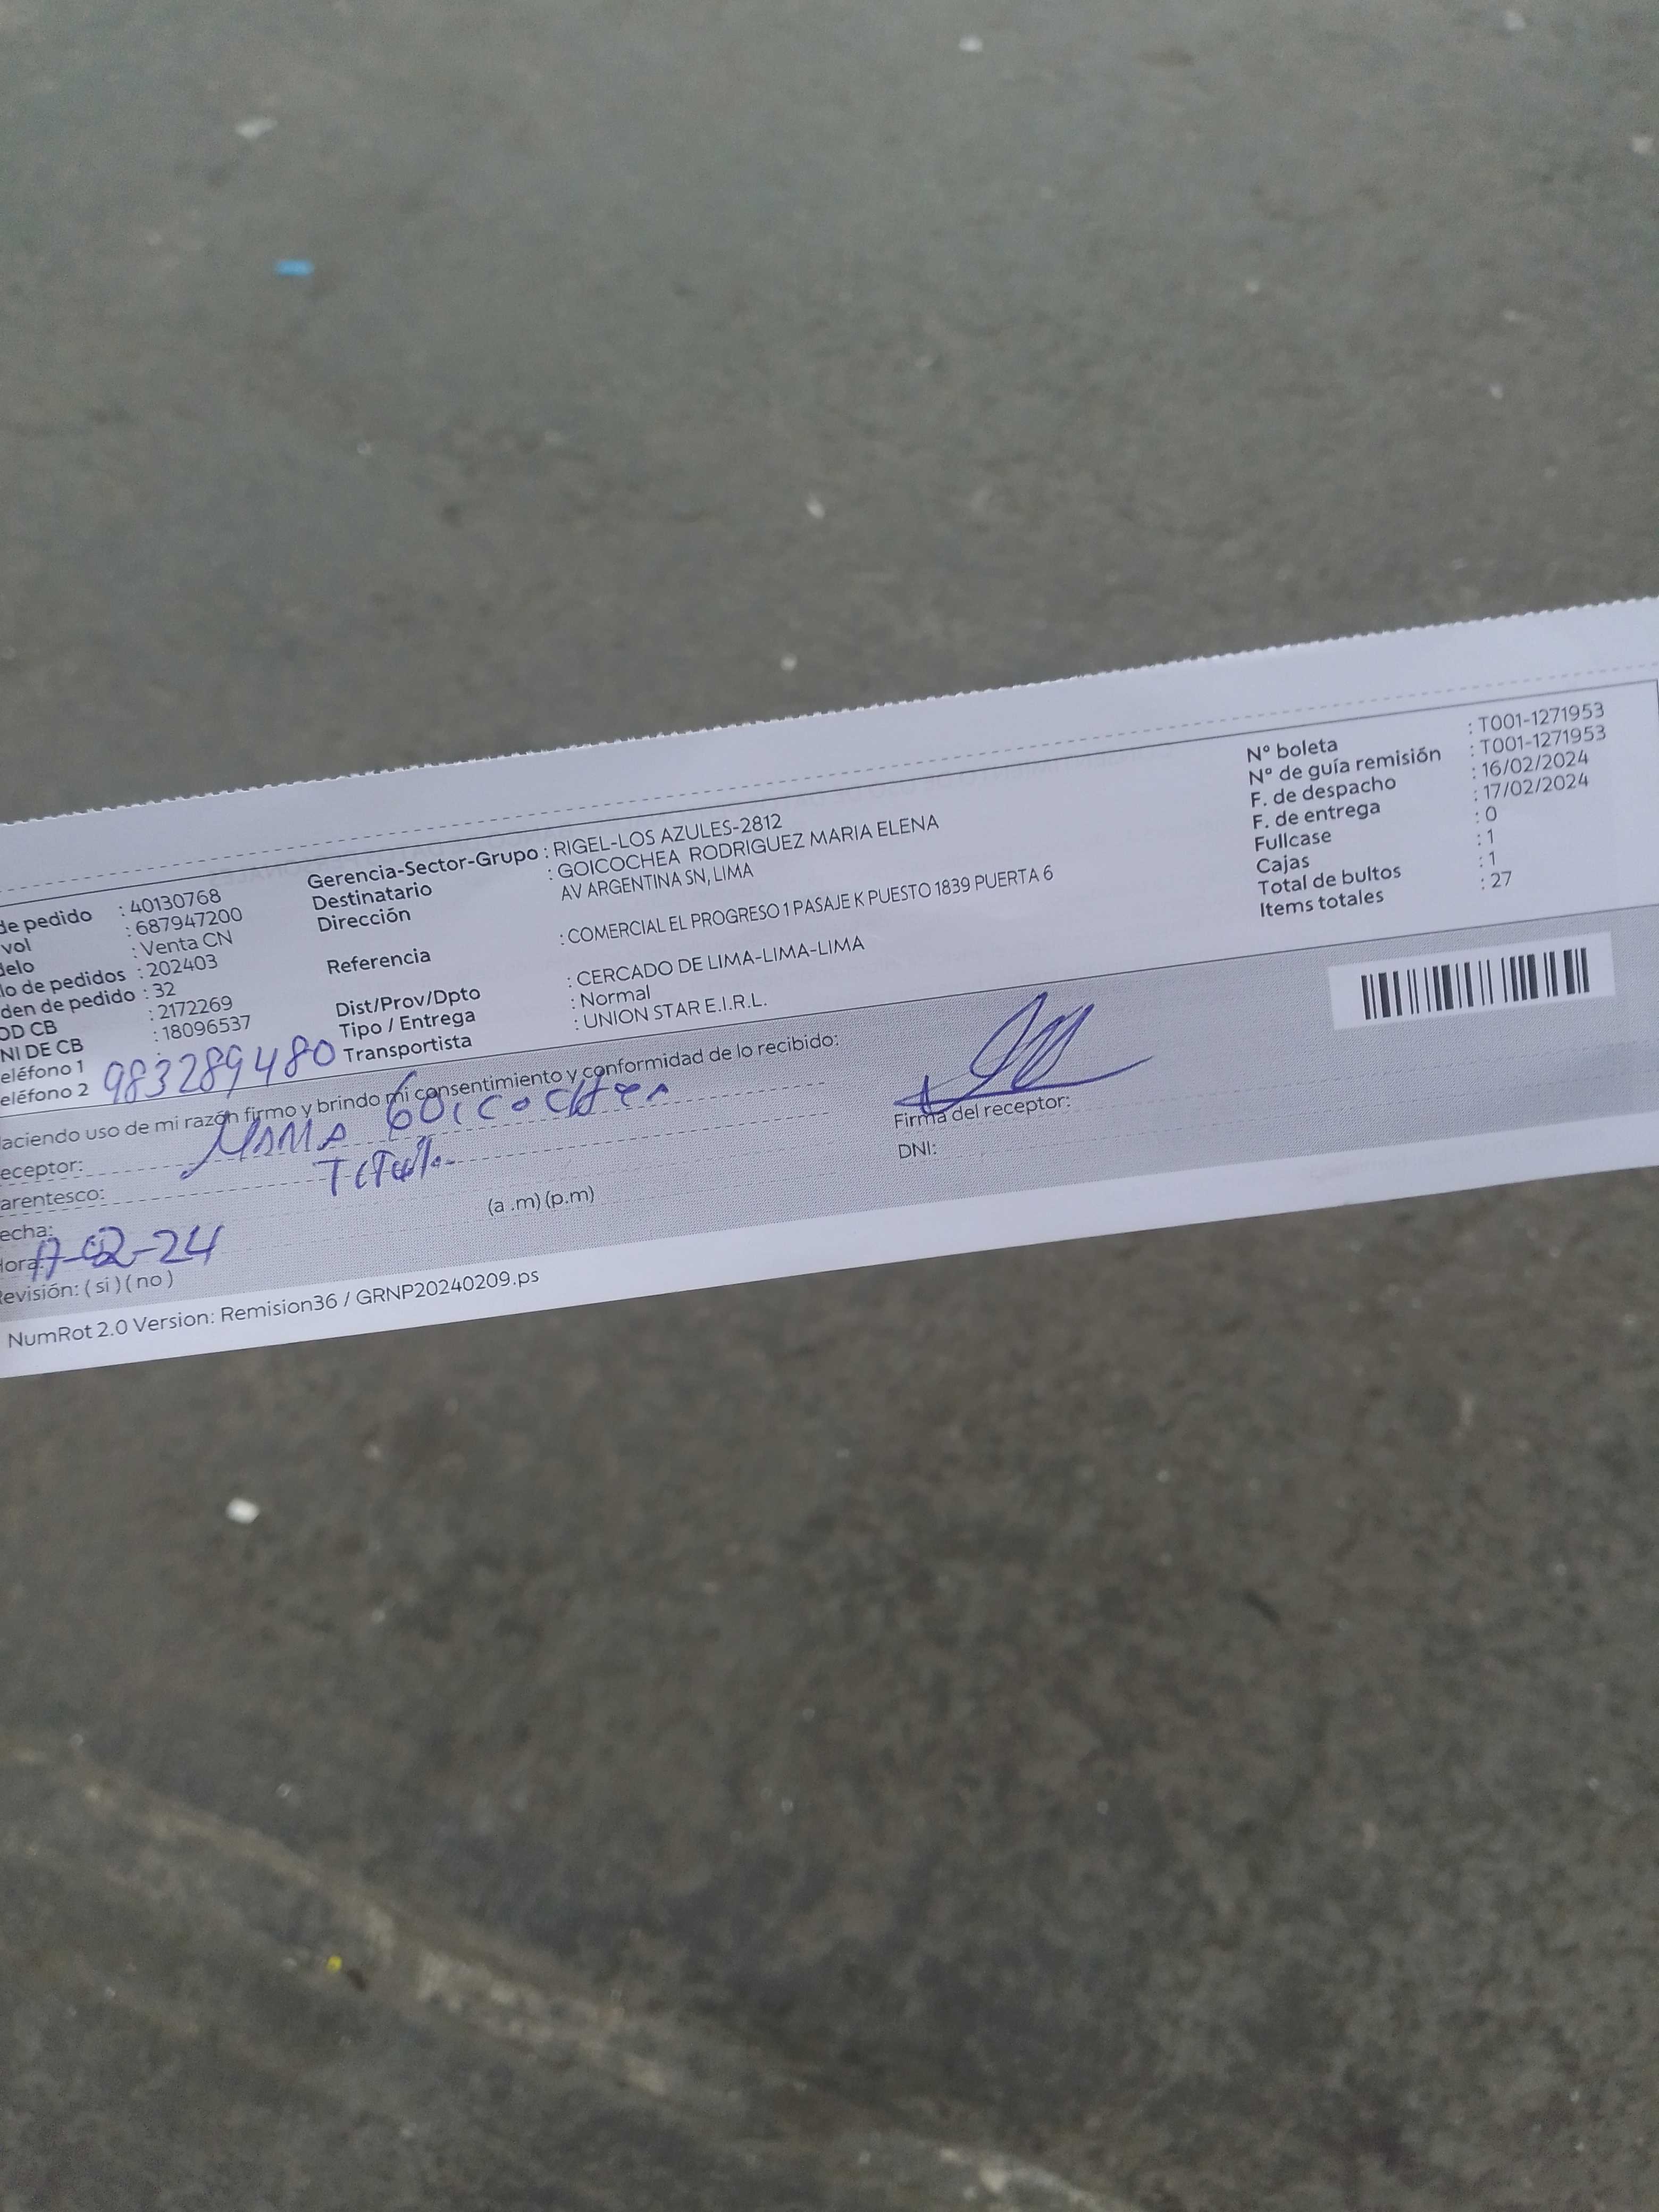 de pedido : 40130768
vol : 687947200
delo : Venta CN
lo de pedidos : 202403
den de pedido : 32
OD CB : 2172269
NI DE CB : 18096537
eléfono 1 :
eléfono 2 983289480
Gerencia-Sector-Grupo : RIGEL-LOS AZULES-2812
Destinatario : GOICOCHEA RODRIGUEZ MARIA ELENA
Dirección AV ARGENTINA SN, LIMA
Referencia : COMERCIAL EL PROGRESO 1 PASAJE K PUESTO 1839 PUERTA 6
Dist/Prov/Dpto : CERCADO DE LIMA-LIMA-LIMA
Tipo / Entrega : Normal
Transportista : UNION STAR E.I.R.L.
N° boleta : T001-1271953
N° de guía remisión : T001-1271953
F. de despacho : 16/02/2024
F. de entrega : 17/02/2024
Fullcase : 0
Cajas : 1
Total de bultos : 1
Items totales : 27
aciendo uso de mi razón firmo y brindo mi consentimiento y conformidad de lo recibido:
eceptor: Goicochea
arentesco:
echa:
Hora: 17-02-24 (a .m) (p.m)
Revisión: ( si ) ( no )
Firma del receptor:
DNI:
NumRot 2.0 Version: Remision36 / GRNP20240209.ps